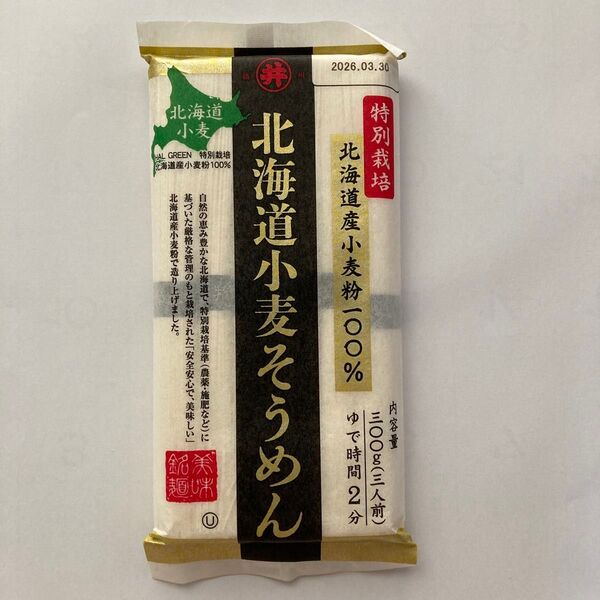 2026.03.30
井
信州
特別栽培
北海道産小麦粉一〇〇%
内容量
三〇〇g(三人前)
ゆで時間2分
北海道小麦そうめん
北海道
小麦
HAL GREEN 特別栽培
北海道産小麦粉100%
自然の恵み豊かな北海道で、特別栽培基準(農薬・施肥など)に
基づいた厳格な管理のもと栽培された「安全安心で、美味しい」
北海道産小麦粉で造り上げました。
美味
銘麺
U